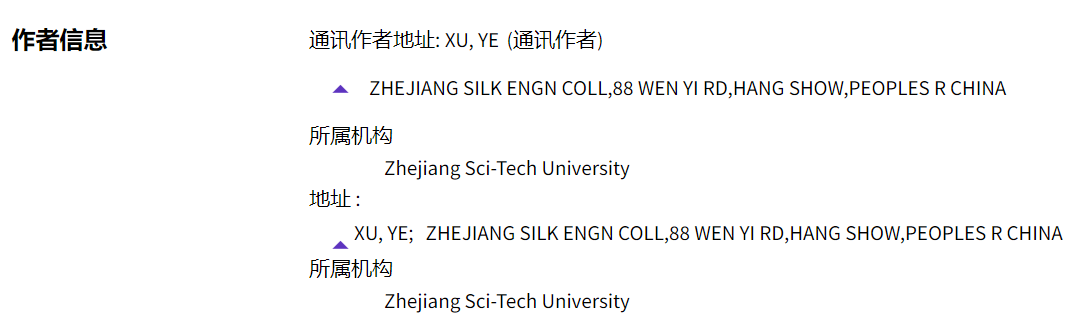 作者信息
通讯作者地址: XU, YE (通讯作者)
ZHEJIANG SILK ENGN COLL,88 WEN YI RD,HANG SHOW,PEOPLES R CHINA
所属机构
Zhejiang Sci-Tech University
地址 :
XU, YE; ZHEJIANG SILK ENGN COLL,88 WEN YI RD,HANG SHOW,PEOPLES R CHINA
所属机构
Zhejiang Sci-Tech University